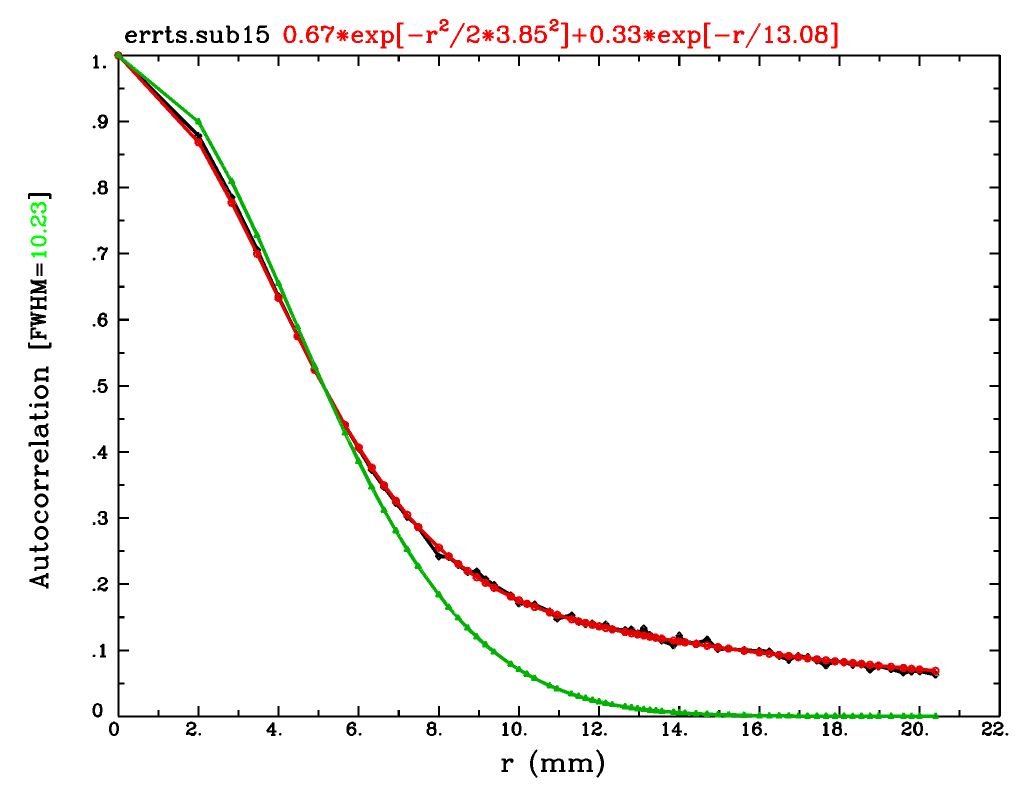 errts.sub15 0.67*exp[-r²/2*3.85²]+0.33*exp[-r/13.08]
Autocorrelation [FWHM=10.23]
1.
.9
.8
.7
.6
.5
.4
.3
.2
.1
0
0 2. 4. 6. 8. 10. 12. 14. 16. 18. 20. 22.
r (mm)